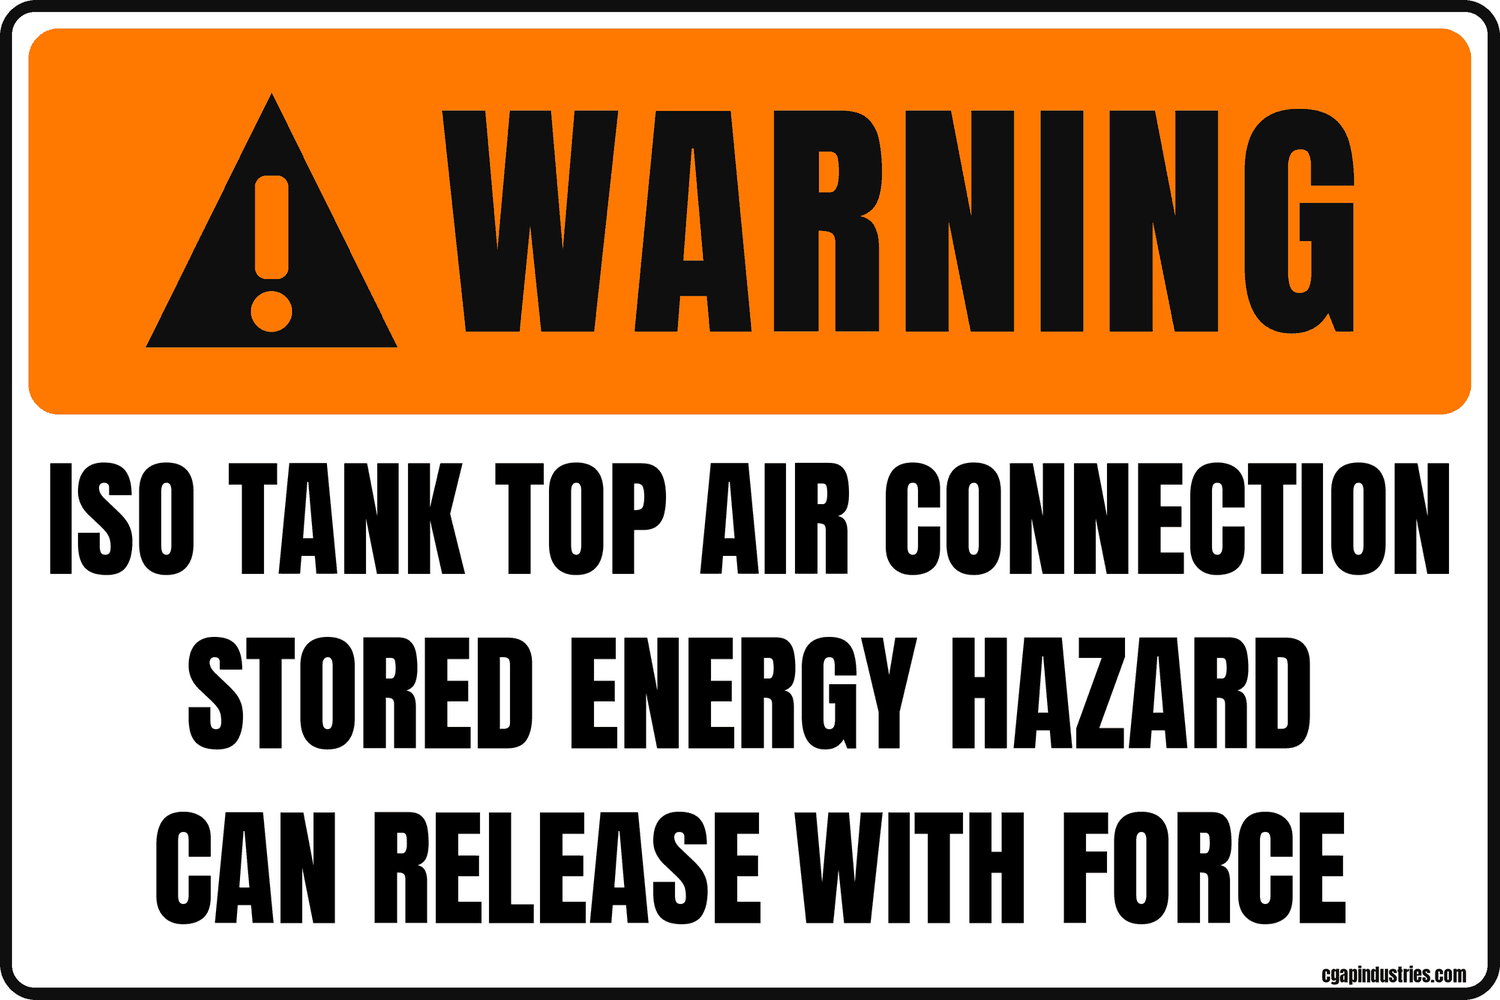 WARNING
ISO TANK TOP AIR CONNECTION
STORED ENERGY HAZARD
CAN RELEASE WITH FORCE
cgapindustries.com